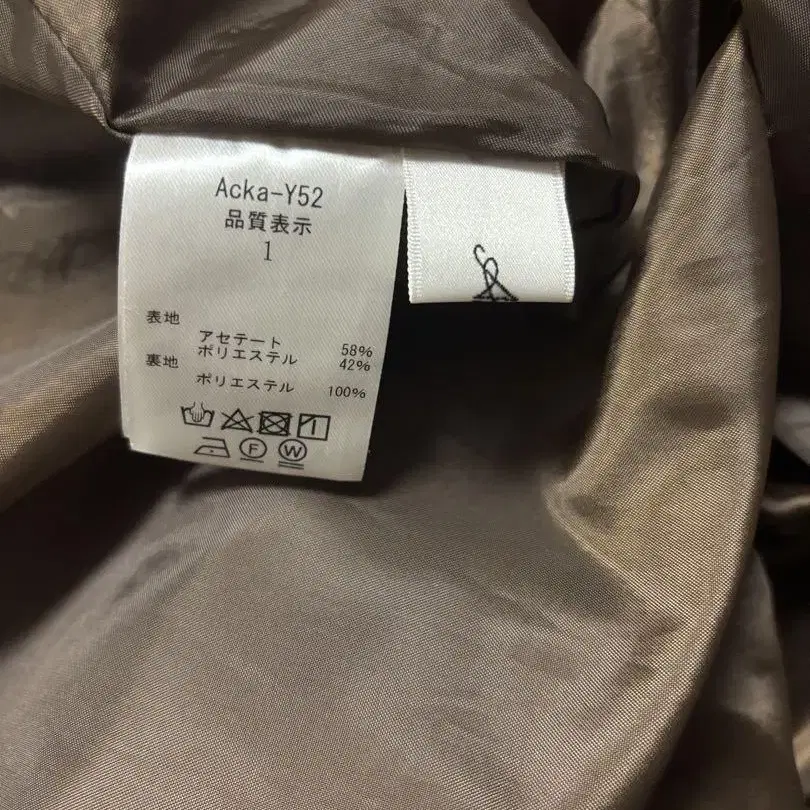 Acka-Y52
品質表示
1
表地
アセテート 58%
ポリエステル 42%
裏地
ポリエステル 100%
F W